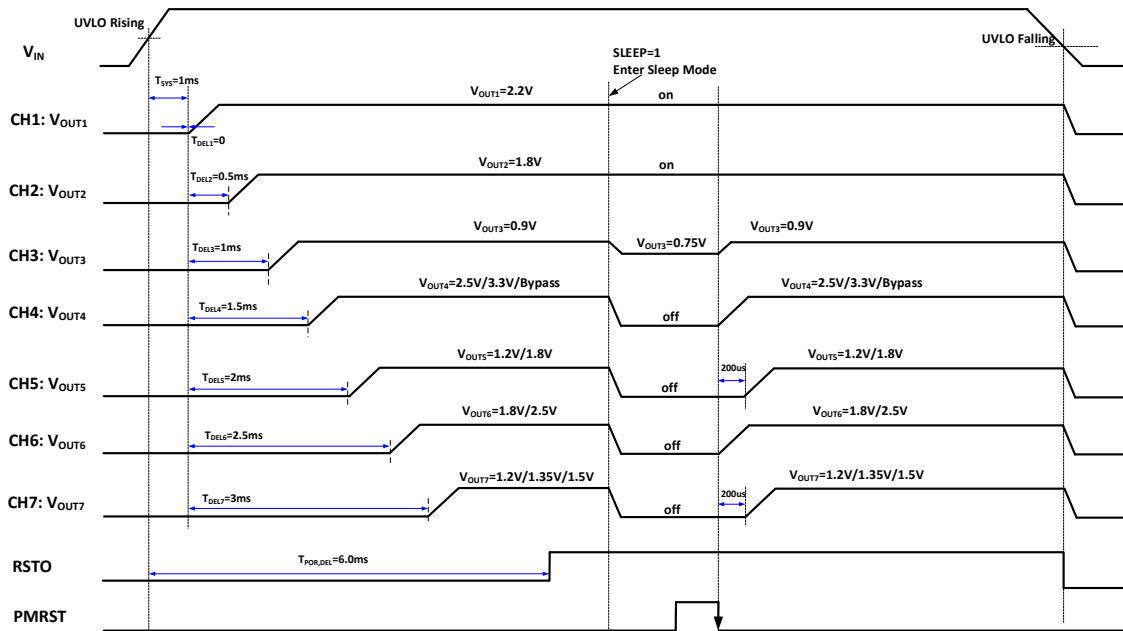 UVLO Rising
UVLO Falling
V_IN
SLEEP=1
Enter Sleep Mode
T_SYS=1ms
V_OUT1=2.2V
on
CH1: V_OUT1
T_DEL1=0
V_OUT2=1.8V
on
T_DEL2=0.5ms
CH2: V_OUT2
V_OUT3=0.9V
V_OUT3=0.75V
V_OUT3=0.9V
T_DEL3=1ms
CH3: V_OUT3
V_OUT4=2.5V/3.3V/Bypass
V_OUT4=2.5V/3.3V/Bypass
T_DEL4=1.5ms
CH4: V_OUT4
off
V_OUT5=1.2V/1.8V
V_OUT5=1.2V/1.8V
200us
T_DEL5=2ms
CH5: V_OUT5
off
V_OUT6=1.8V/2.5V
V_OUT6=1.8V/2.5V
T_DEL6=2.5ms
CH6: V_OUT6
off
V_OUT7=1.2V/1.35V/1.5V
V_OUT7=1.2V/1.35V/1.5V
200us
T_DEL7=3ms
CH7: V_OUT7
off
RSTO
T_POR,DEL=6.0ms
PMRST